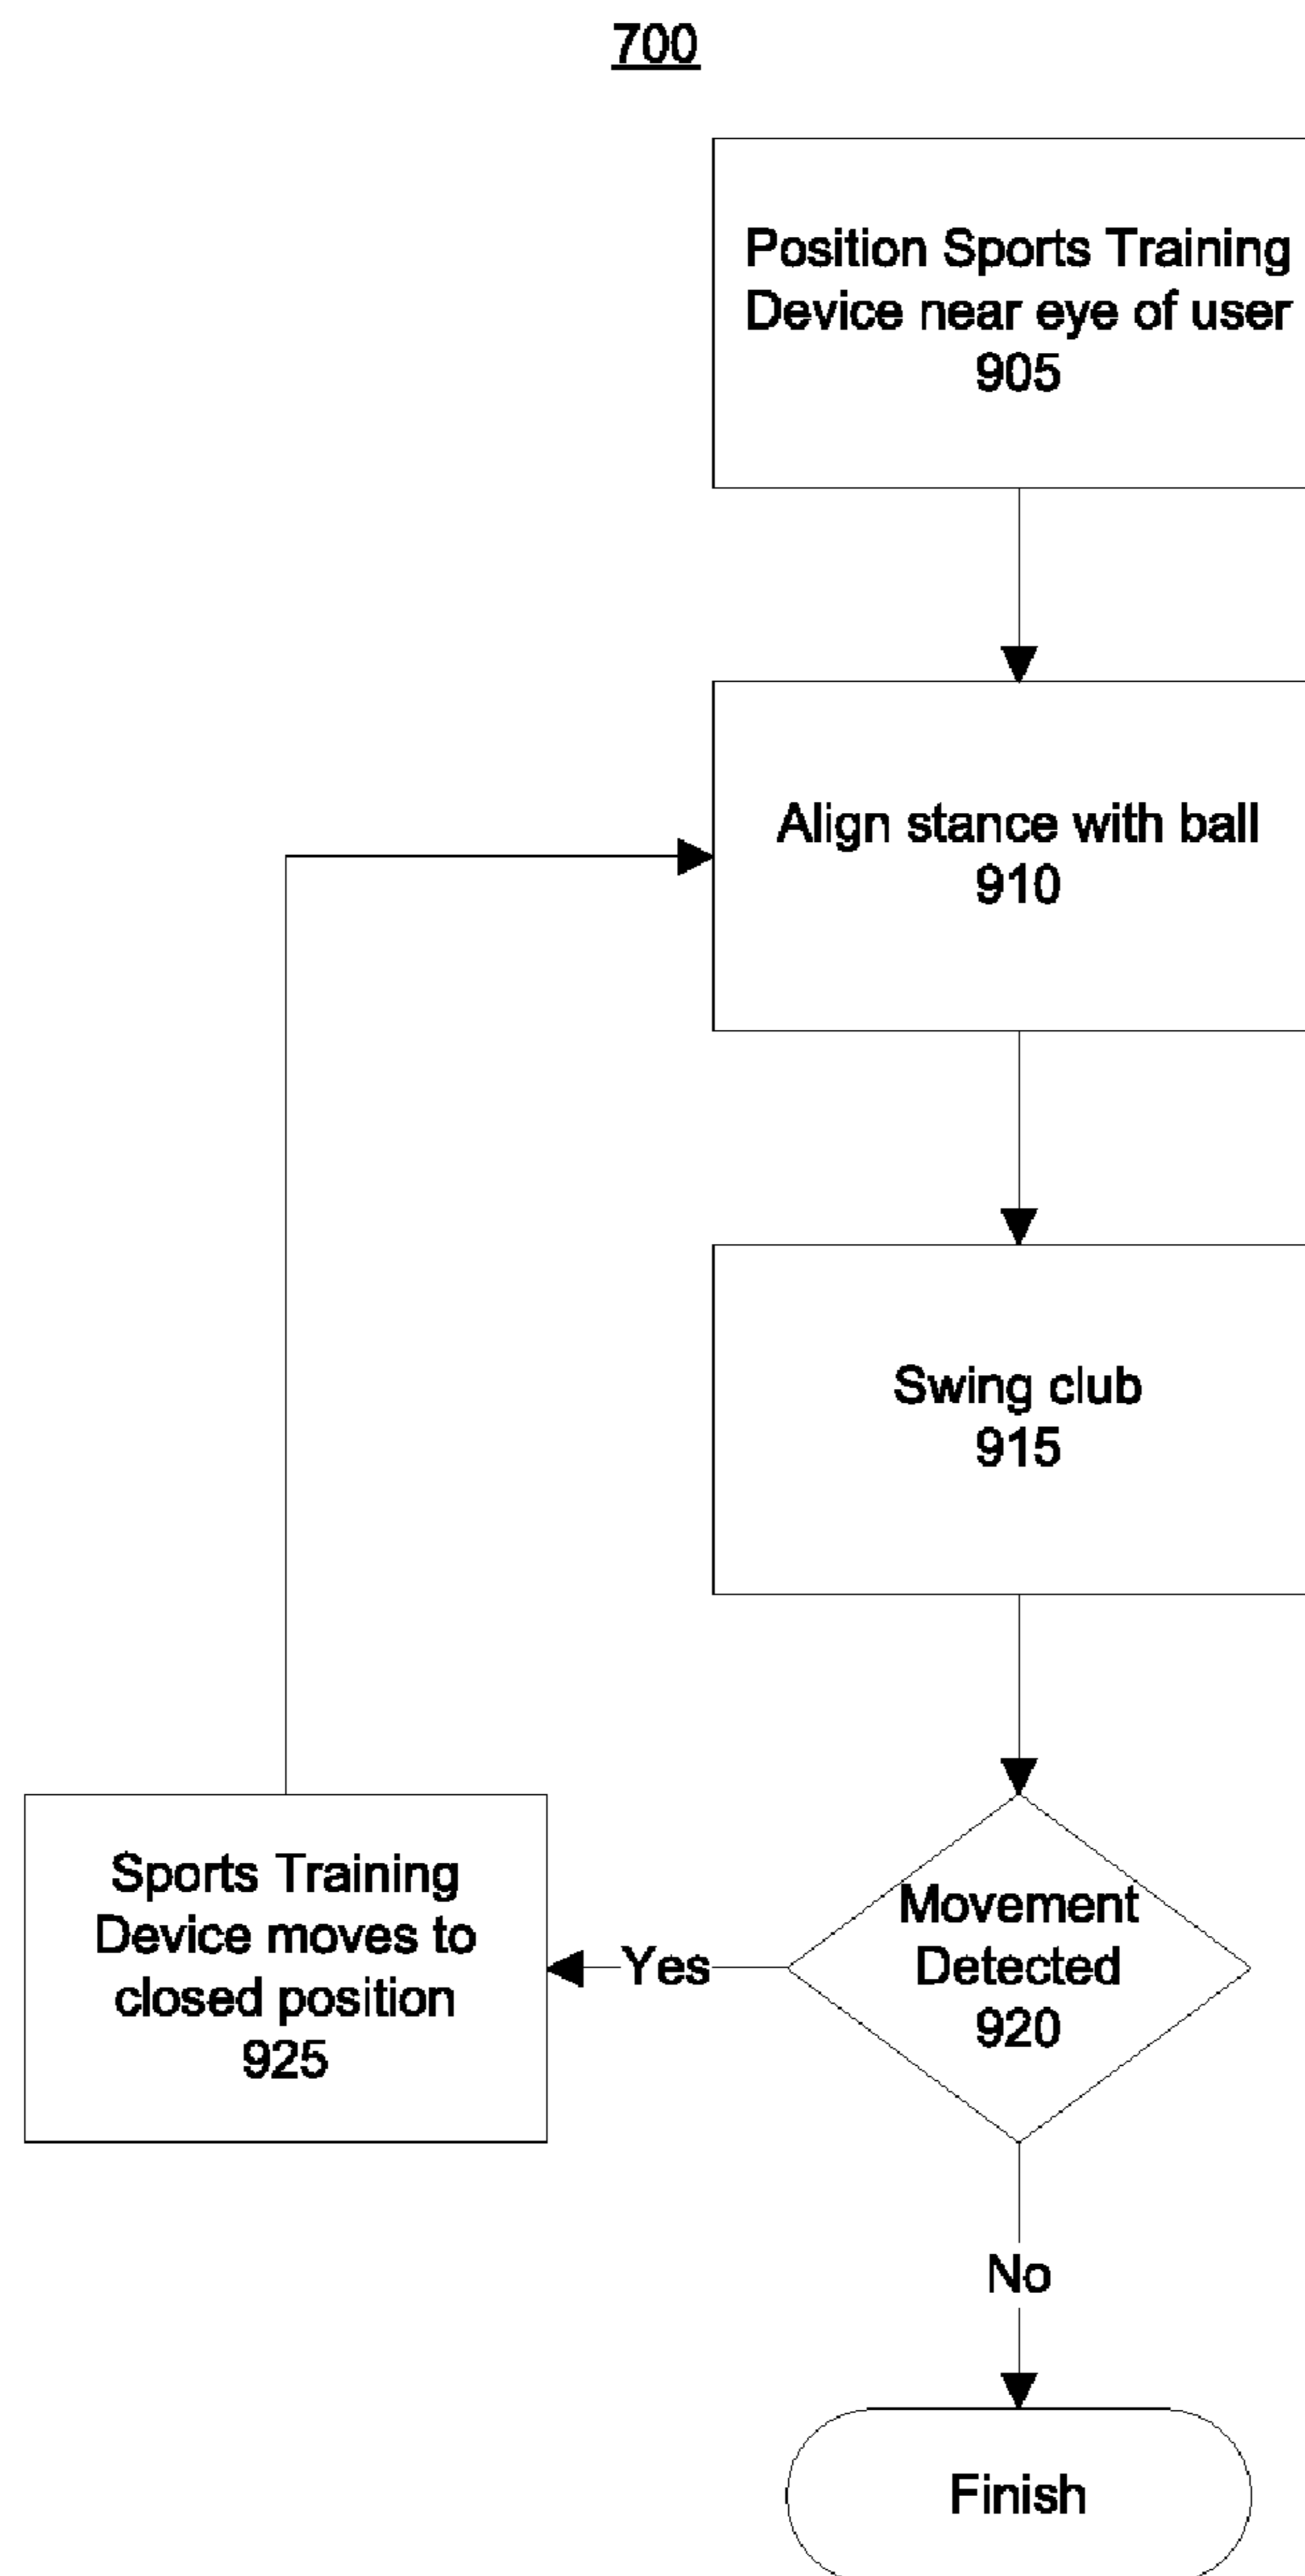 700
Position Sports Training
Device near eye of user
905
Align stance with ball
910
Swing club
915
Movement
Detected
920
Yes
Sports Training
Device moves to
closed position
925
No
Finish